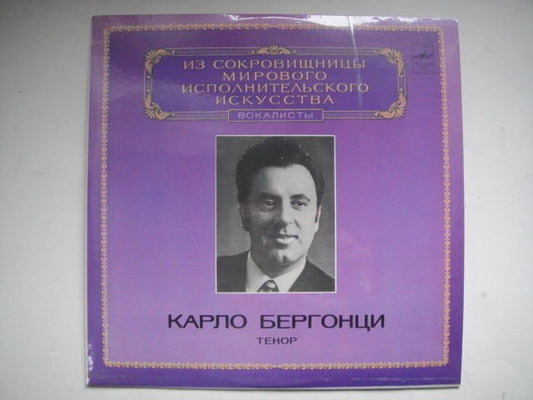 ИЗ СОКРОВИЩНИЦЫ
МИРОВОГО
ИСПОЛНИТЕЛЬСКОГО
ИСКУССТВА
ВОКАЛИСТЫ
КАРЛО БЕРГОНЦИ
ТЕНОР